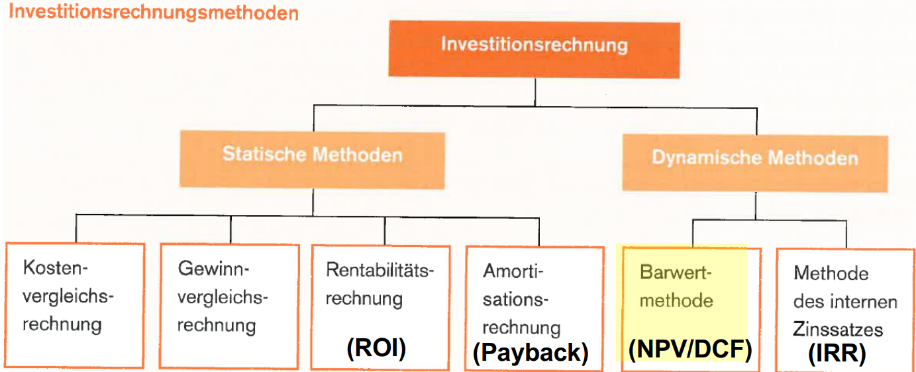 Investitionsrechnungsmethoden
Investitionsrechnung
Statische Methoden
Dynamische Methoden
Kosten-
vergleichs-
rechnung
Gewinn-
vergleichs-
rechnung
Rentabilitäts-
rechnung
(ROI)
Amorti-
sations-
rechnung
(Payback)
Barwert-
methode
(NPV/DCF)
Methode
des internen
Zinssatzes
(IRR)